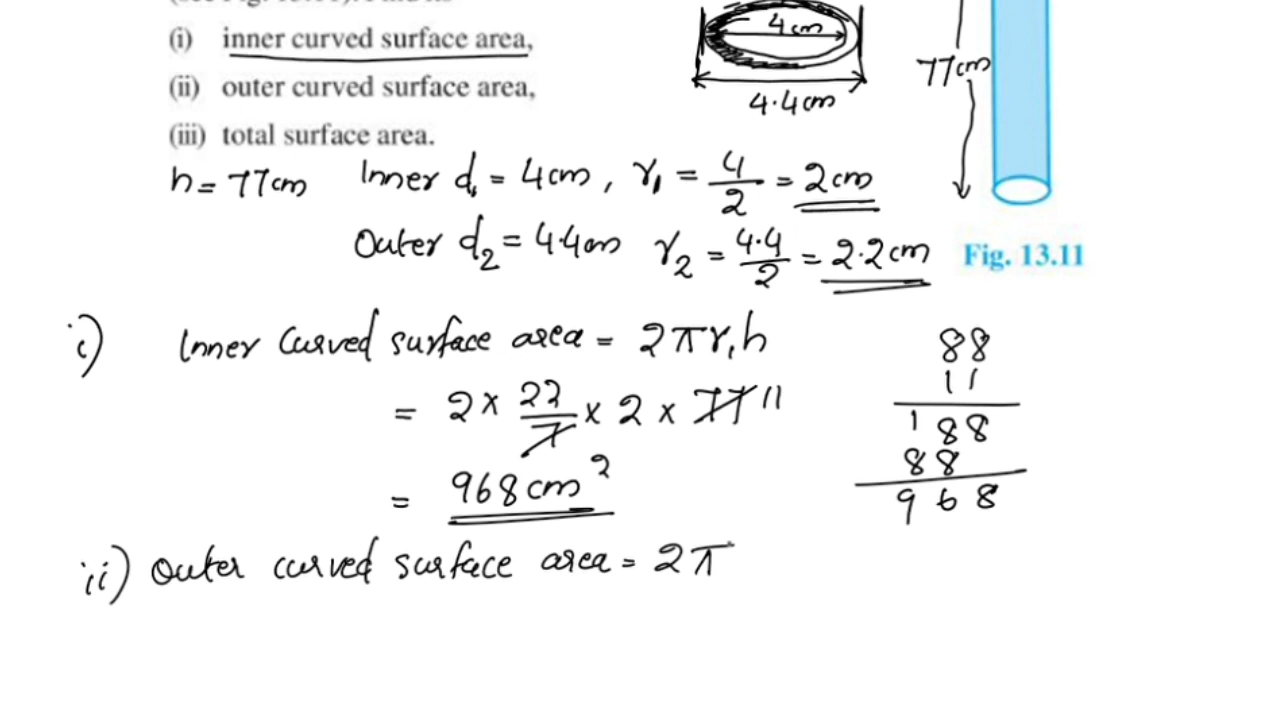 (i) inner curved surface area,
(ii) outer curved surface area,
(iii) total surface area.
4cm
4.4cm
77cm
h = 77cm Inner d₁ = 4cm, r₁ = 4/2 = 2cm
Outer d₂ = 4.4cm r₂ = 4.4/2 = 2.2cm
Fig. 13.11
i) Inner curved surface area = 2πr₁h
= 2 × 22/7 × 2 × 77 11
= 968cm²
88
11
1 88
88
968
ii) Outer curved surface area = 2π